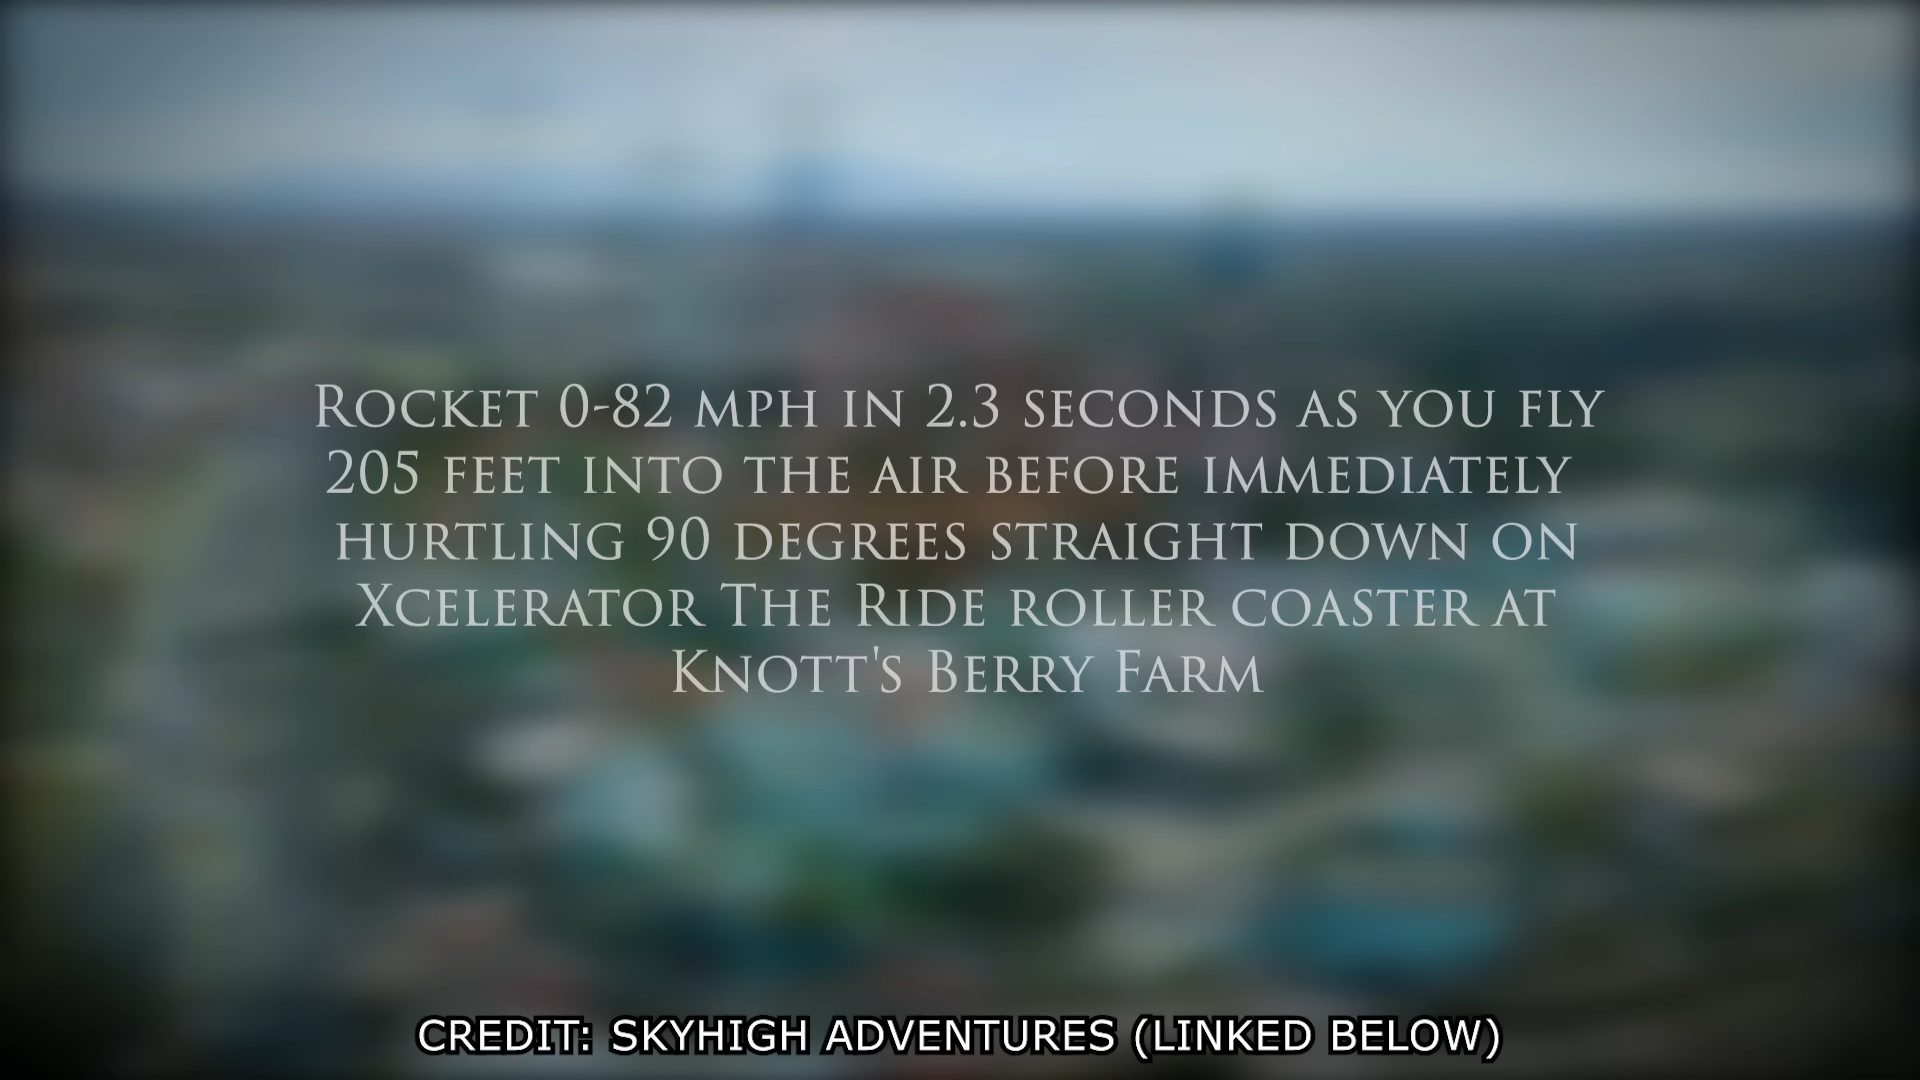 Rocket 0-82 mph in 2.3 seconds as you fly
205 feet into the air before immediately
hurtling 90 degrees straight down on
Xcelerator The Ride roller coaster at
Knott's Berry Farm
CREDIT: SKYHIGH ADVENTURES (LINKED BELOW)